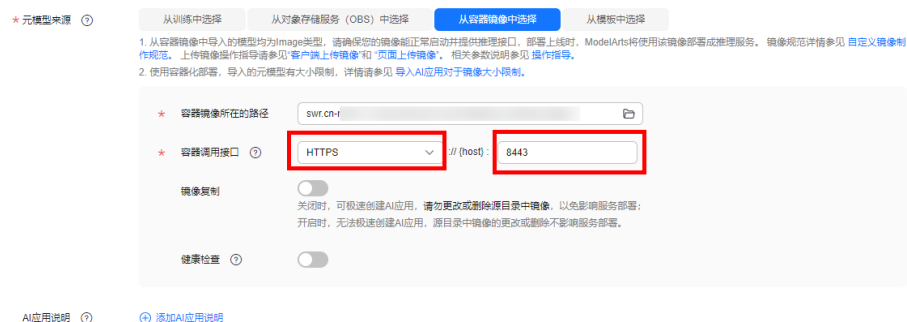 * 元模型来源 ? 从训练中选择 从对象存储服务（OBS）中选择 从容器镜像中选择 从模板中选择
1. 从容器镜像中导入的模型均为Image类型，请确保您的镜像能正常启动并提供推理接口，部署上线时，ModelArts将使用该镜像部署成推理服务。 镜像规范详情参见 自定义镜像制
作规范。 上传镜像操作指导请参见“客户端上传镜像”和 “页面上传镜像”。 相关参数说明参见 操作指导。
2. 使用容器化部署，导入的元模型有大小限制，详情请参见 导入AI应用对于镜像大小限制。
* 容器镜像所在的路径 swr.cn-
* 容器调用接口 ? HTTPS :// {host} : 8443
镜像复制
关闭时，可极速创建AI应用，请勿更改或删除源目录中镜像，以免影响服务部署；
开启时，无法极速创建AI应用，源目录中镜像的更改或删除不影响服务部署。
健康检查 ?
AI应用说明 ? 添加AI应用说明